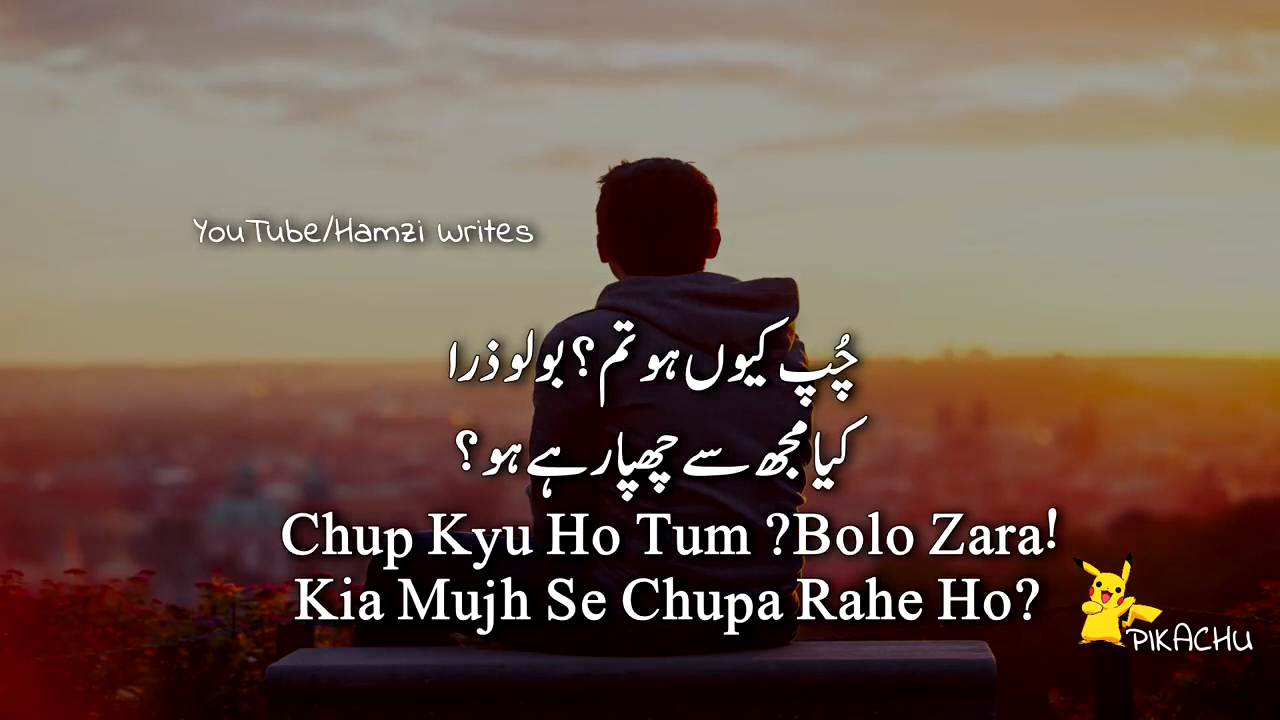 YouTube/Hamzi writes
چُپ کیوں ہو تم؟ بولو ذرا
کیا مجھ سے چھپا رہے ہو؟
Chup Kyu Ho Tum ?Bolo Zara!
Kia Mujh Se Chupa Rahe Ho?
PIKACHU